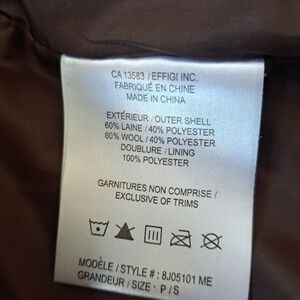 CA 13583 / EFFIGI INC.
FABRIQUÉ EN CHINE
MADE IN CHINA
EXTÉRIEUR / OUTER SHELL
60% LAINE / 40% POLYESTER
60% WOOL / 40% POLYESTER
DOUBLURE / LINING
100% POLYESTER
GARNITURES NON COMPRISE /
EXCLUSIVE OF TRIMS
MODÈLE / STYLE # : 8J05101 ME
GRANDEUR / SIZE : P / S